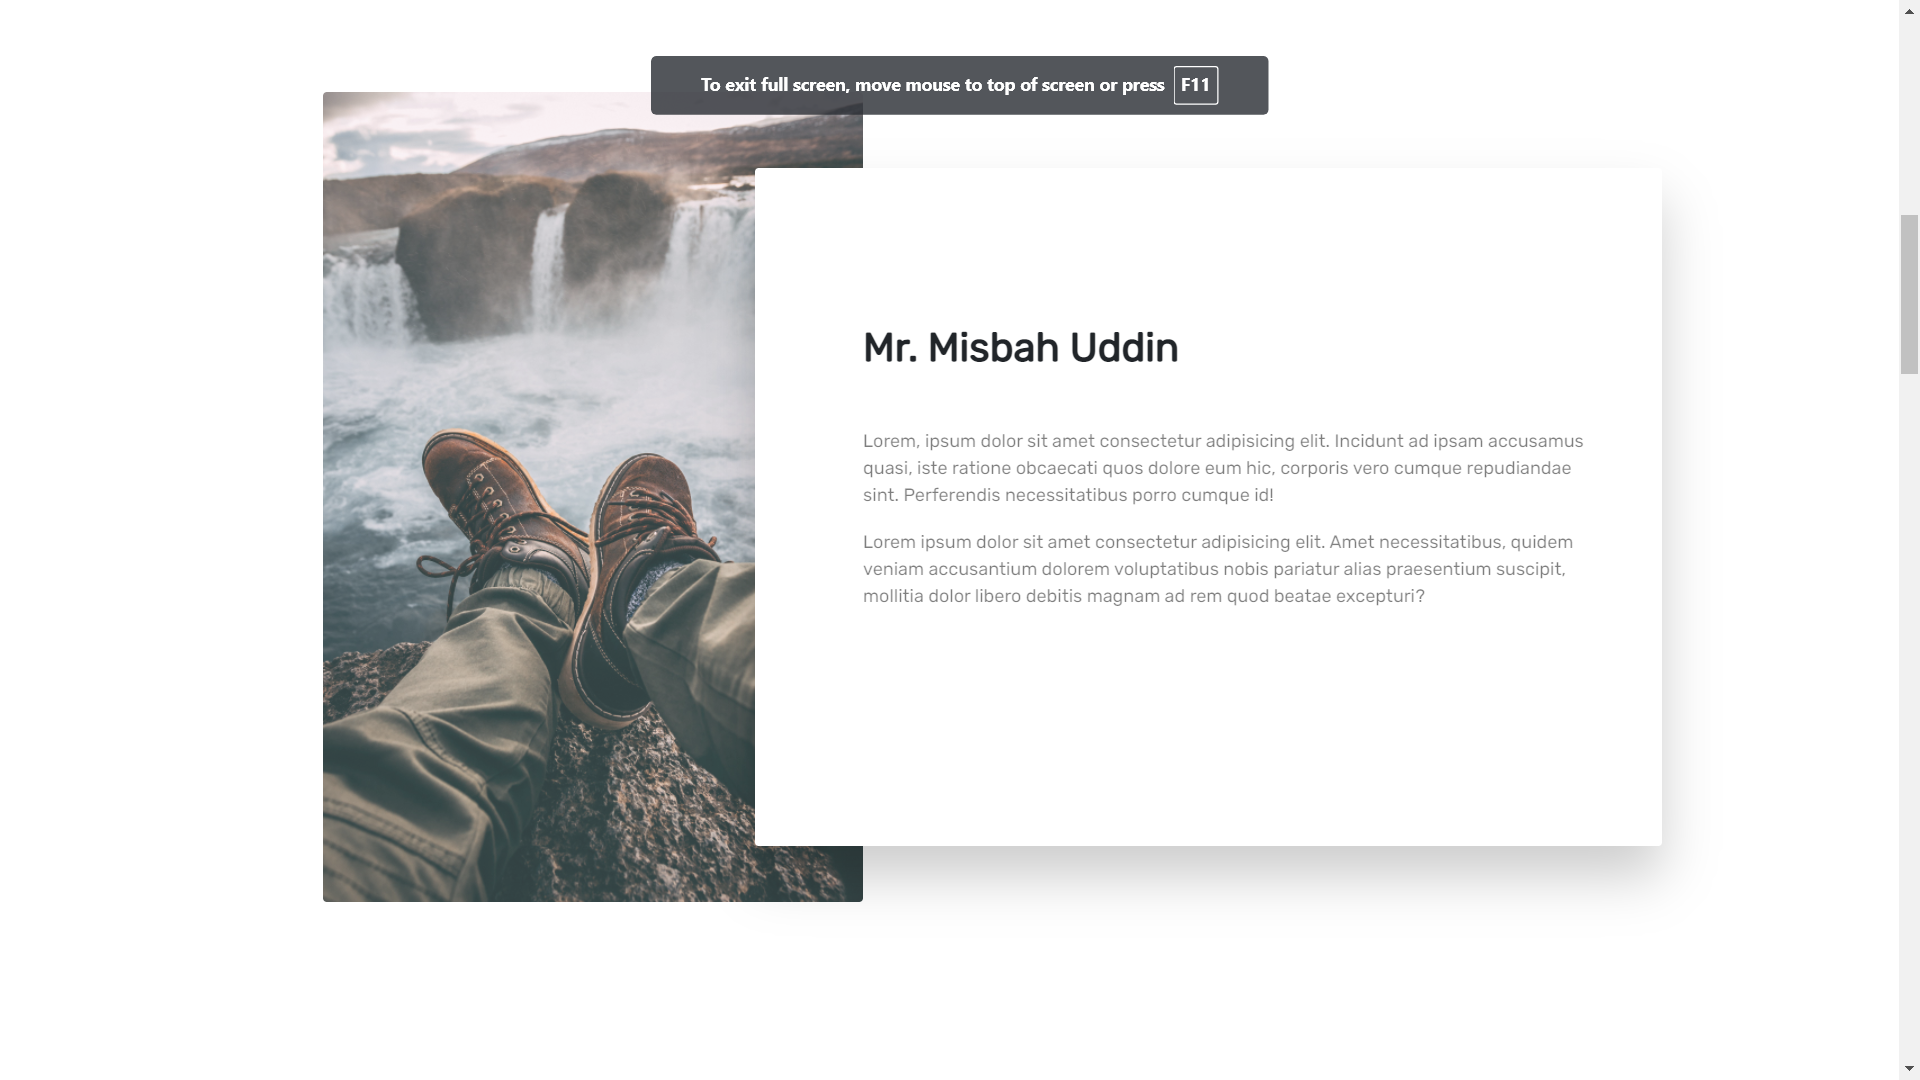 To exit full screen, move mouse to top of screen or press F11
Mr. Misbah Uddin
Lorem, ipsum dolor sit amet consectetur adipisicing elit. Incidunt ad ipsam accusamus
quasi, iste ratione obcaecati quos dolore eum hic, corporis vero cumque repudiandae
sint. Perferendis necessitatibus porro cumque id!
Lorem ipsum dolor sit amet consectetur adipisicing elit. Amet necessitatibus, quidem
veniam accusantium dolorem voluptatibus nobis pariatur alias praesentium suscipit,
mollitia dolor libero debitis magnam ad rem quod beatae excepturi?